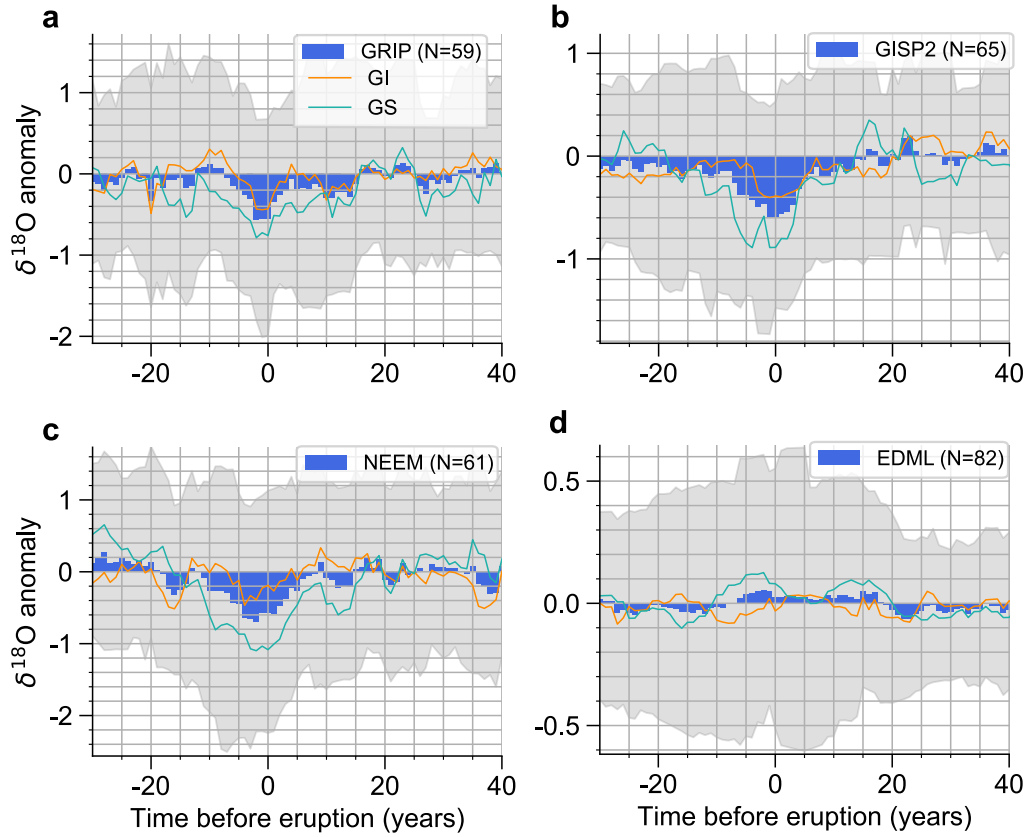 a
GRIP (N=59)
GI
GS
1
0
-1
-2
-20
0
20
40
δ18O anomaly
b
GISP2 (N=65)
1
0
-1
-20
0
20
40
c
NEEM (N=61)
1
0
-1
-2
-20
0
20
40
δ18O anomaly
Time before eruption (years)
d
EDML (N=82)
0.5
0.0
-0.5
-20
0
20
40
Time before eruption (years)